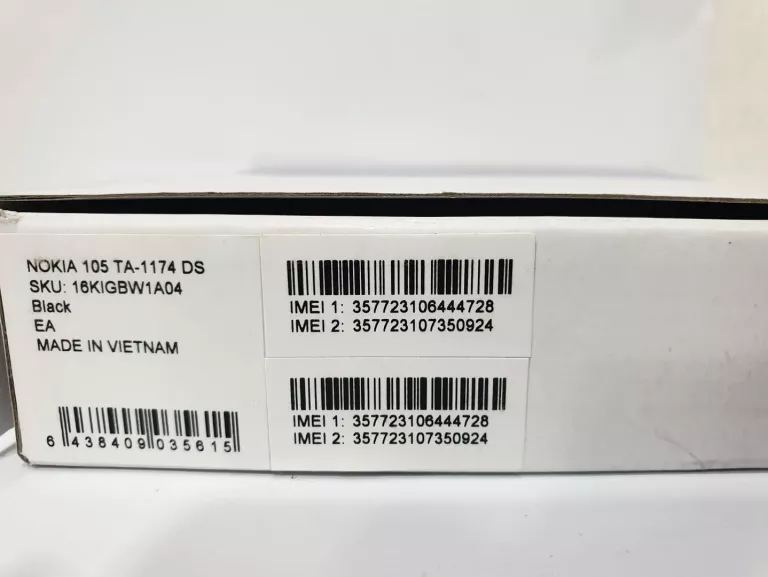 NOKIA 105 TA-1174 DS
SKU: 16KIGBW1A04
Black
EA
MADE IN VIETNAM
6 438409 035615
IMEI 1: 357723106444728
IMEI 2: 357723107350924
IMEI 1: 357723106444728
IMEI 2: 357723107350924